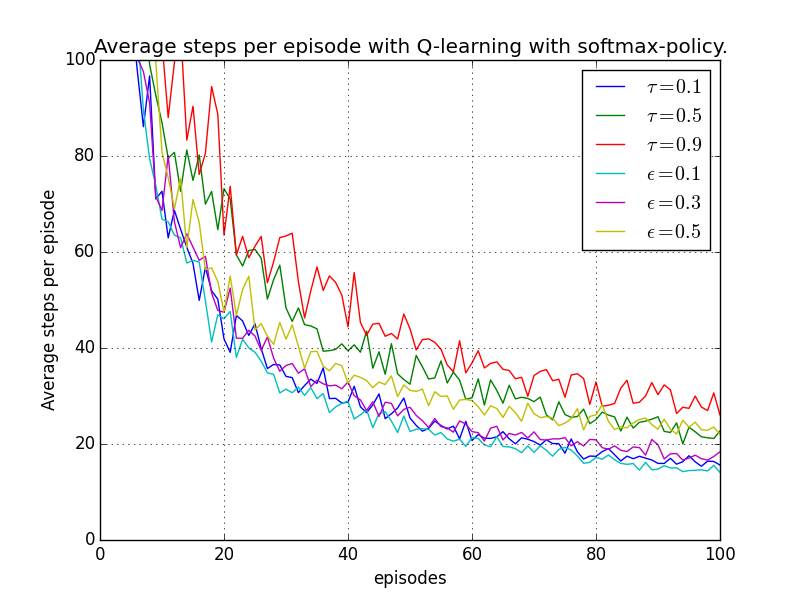 Average steps per episode with Q-learning with softmax-policy.
100
80
60
40
20
0
Average steps per episode
τ=0.1
τ=0.5
τ=0.9
ϵ=0.1
ϵ=0.3
ϵ=0.5
0 20 40 60 80 100
episodes